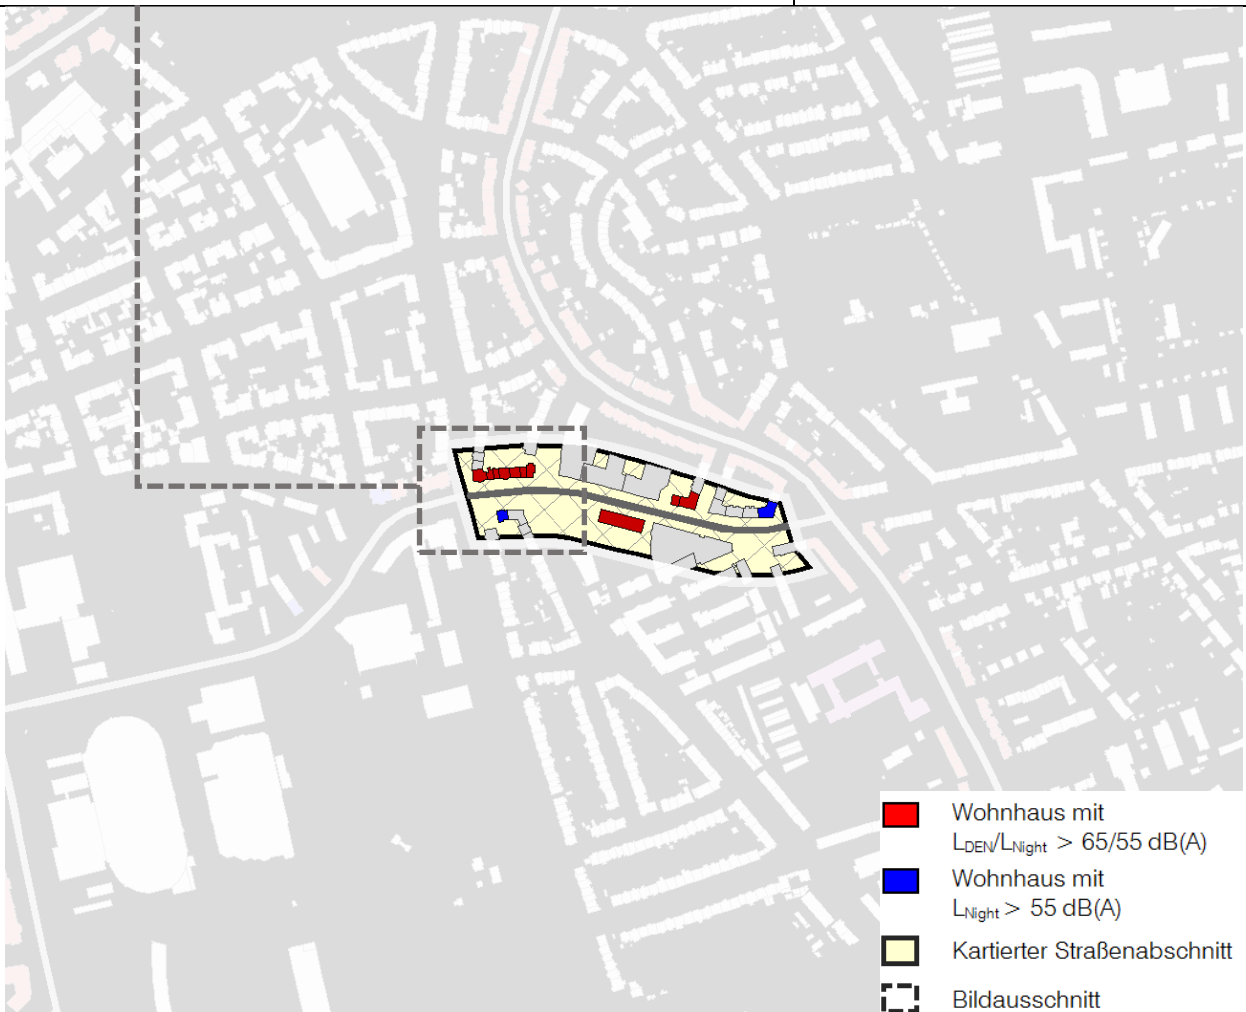 Wohnhaus mit
LDEN/LNight > 65/55 dB(A)
Wohnhaus mit
LNight > 55 dB(A)
Kartierter Straßenabschnitt
Bildausschnitt